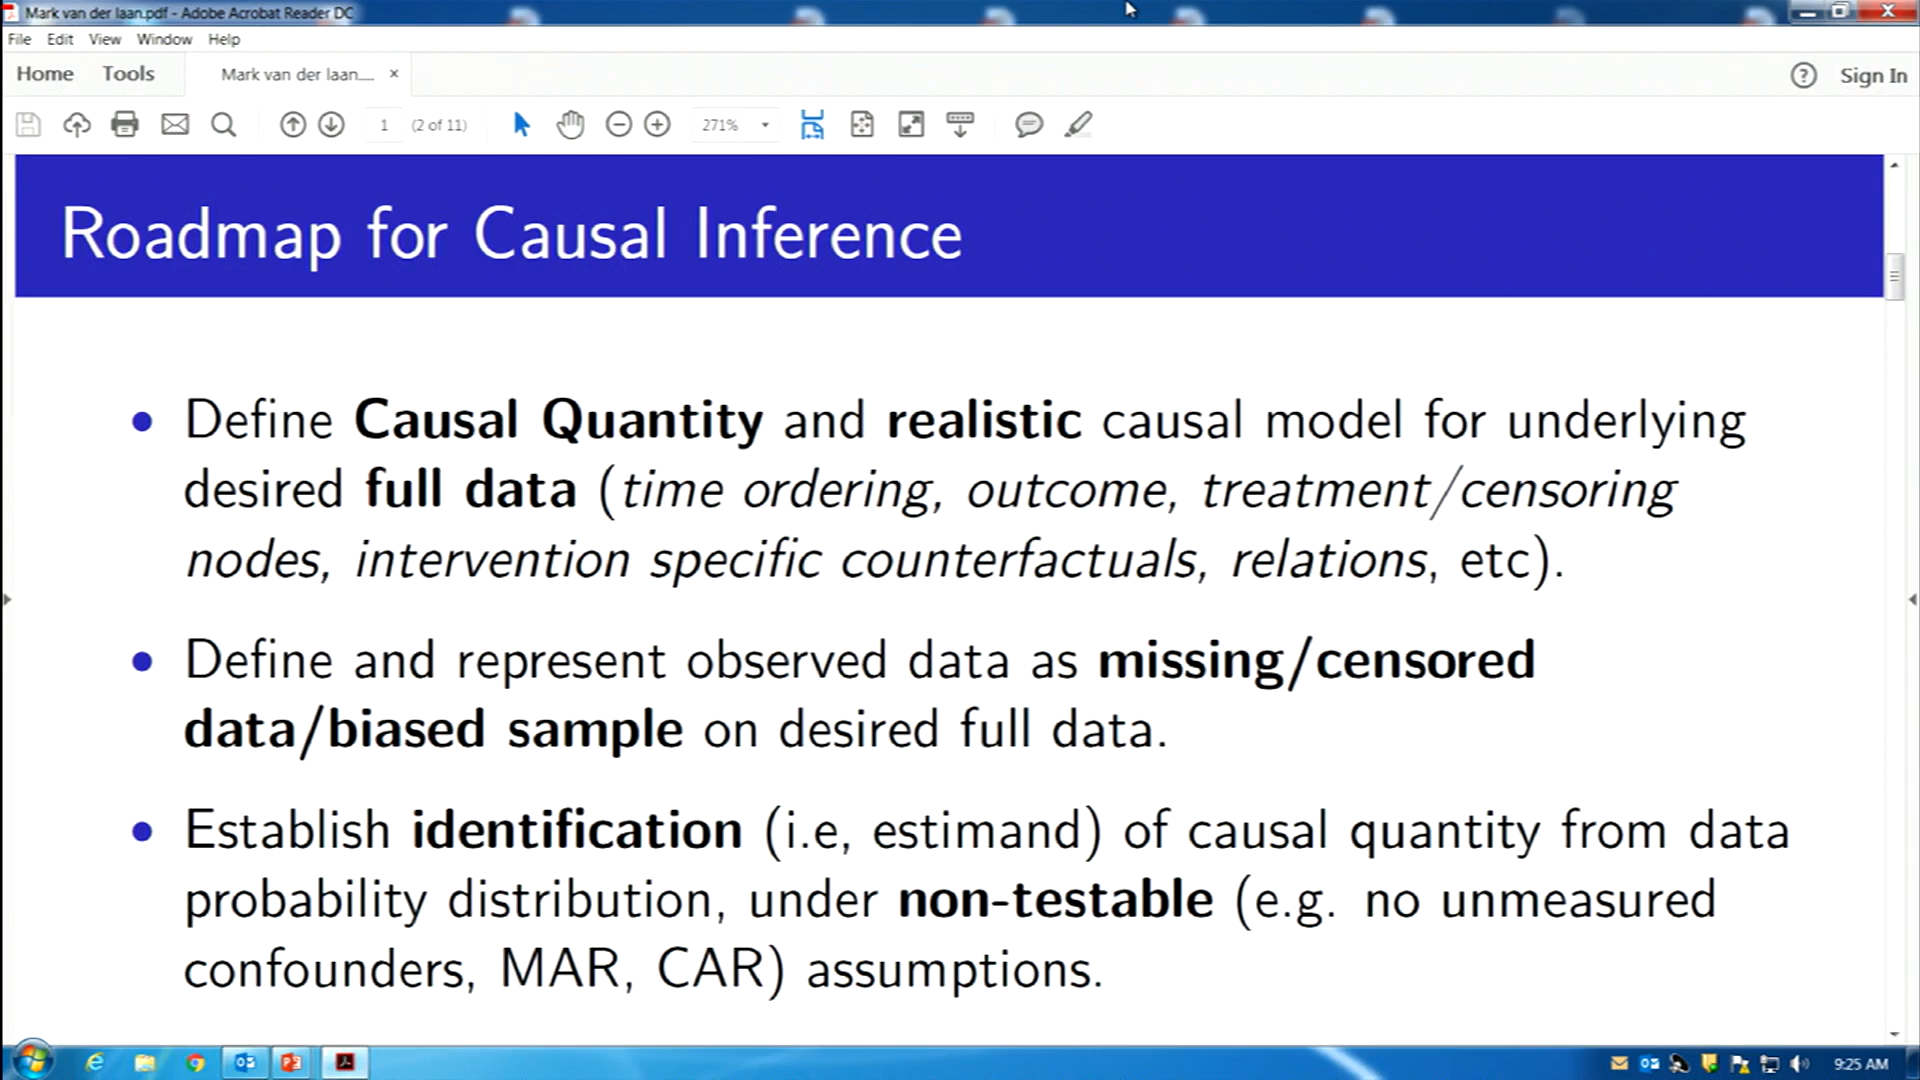 Mark van der laan.pdf - Adobe Acrobat Reader DC
File Edit View Window Help
Home Tools Mark van der laan.... × ? Sign In
1 (2 of 11) 271%
Roadmap for Causal Inference
• Define Causal Quantity and realistic causal model for underlying
desired full data (time ordering, outcome, treatment/censoring
nodes, intervention specific counterfactuals, relations, etc).
• Define and represent observed data as missing/censored
data/biased sample on desired full data.
• Establish identification (i.e, estimand) of causal quantity from data
probability distribution, under non-testable (e.g. no unmeasured
confounders, MAR, CAR) assumptions.
9:25 AM